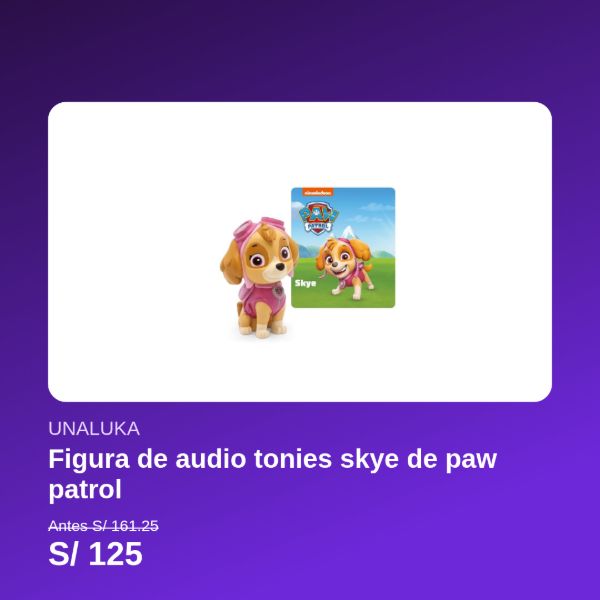 nickelodeon
PAW
PATROL
Skye
UNALUKA
Figura de audio tonies skye de paw
patrol
Antes S/ 161.25
S/ 125